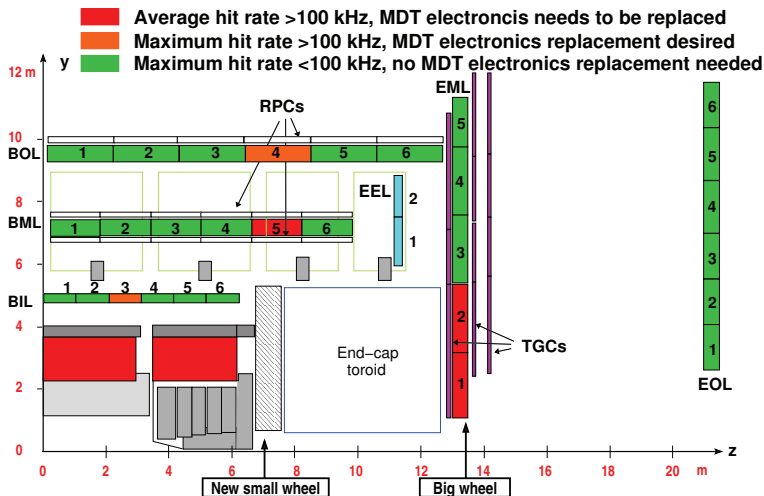 Average hit rate >100 kHz, MDT electroncis needs to be replaced
Maximum hit rate >100 kHz, MDT electronics replacement desired
Maximum hit rate <100 kHz, no MDT electronics replacement needed
12 m
y
EML
RPCs
10
BOL
1 2 3 4 5 6
5
6
5
8
EEL
2
4
4
BML
1 2 3 4 5 6
1
6
3
3
BIL
1 2 3 4 5 6
2
4
2
End−cap
toroid
TGCs
1
2
1
EOL
0
z
0 2 4 6 8 10 12 14 16 18 20 m
New small wheel
Big wheel